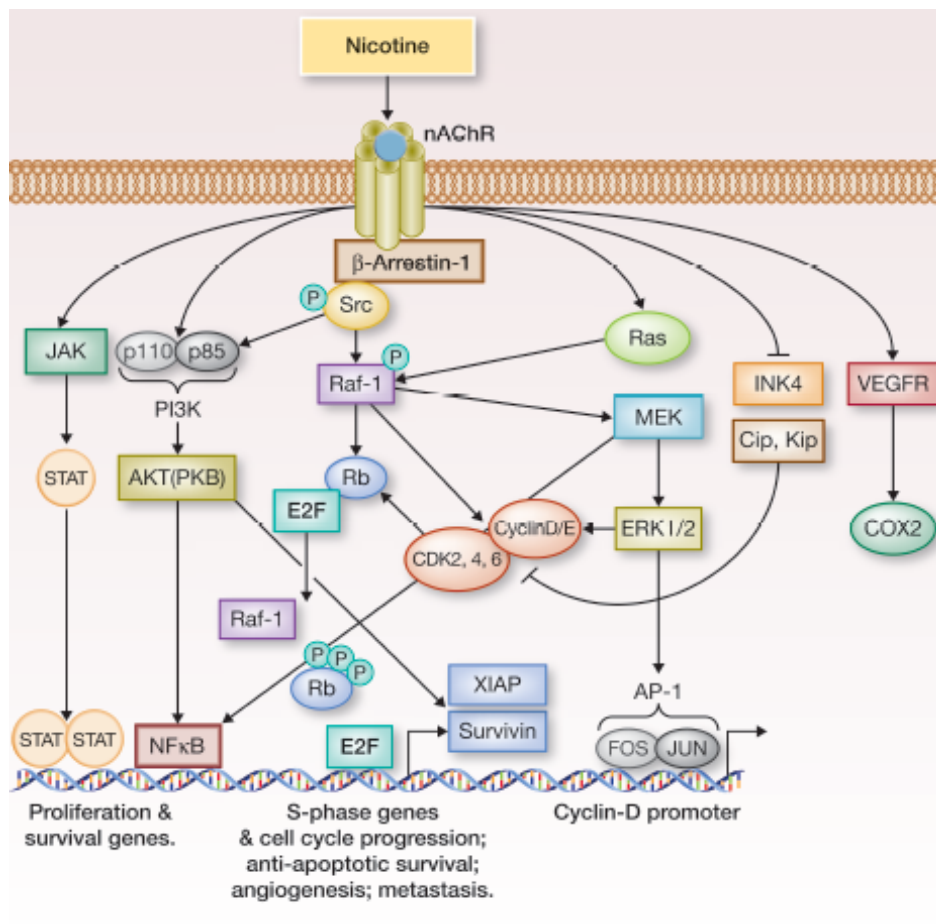 Nicotine
nAChR
β-Arrestin-1
P
Src
JAK
p110
p85
Ras
P
Raf-1
INK4
VEGFR
PI3K
MEK
Cip, Kip
STAT
AKT(PKB)
Rb
E2F
CyclinD/E
ERK1/2
COX2
CDK2, 4, 6
Raf-1
P
P
P
Rb
XIAP
AP-1
Survivin
STAT
STAT
NFκB
E2F
FOS
JUN
Proliferation &
survival genes.
S-phase genes
& cell cycle progression;
anti-apoptotic survival;
angiogenesis; metastasis.
Cyclin-D promoter